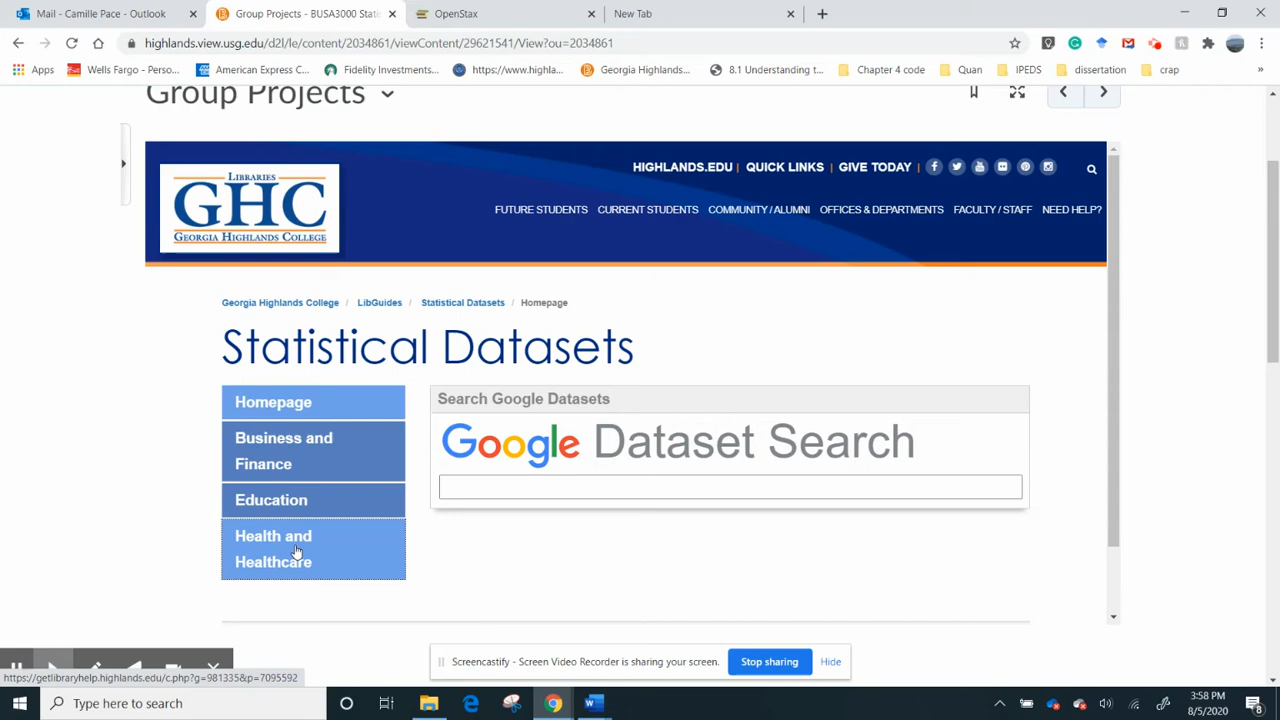 Mail - Camille Pace - Outlook
Group Projects - BUSA3000 Stati
OpenStax
New Tab
highlands.view.usg.edu/d2l/le/content/2034861/viewContent/29621541/View?ou=2034861
Apps
Wells Fargo - Perso...
American Express C...
Fidelity Investments...
https://www.highla...
Georgia Highlands...
8.1 Understanding t...
Chapter 4 code
Quan
IPEDS
dissertation
crap
»
Group Projects
HIGHLANDS.EDU | QUICK LINKS | GIVE TODAY |
LIBRARIES
GHC
GEORGIA HIGHLANDS COLLEGE
FUTURE STUDENTS CURRENT STUDENTS COMMUNITY / ALUMNI OFFICES & DEPARTMENTS FACULTY / STAFF NEED HELP?
Georgia Highlands College / LibGuides / Statistical Datasets / Homepage
Statistical Datasets
Homepage
Business and
Finance
Education
Health and
Healthcare
Search Google Datasets
Google Dataset Search
Screencastify - Screen Video Recorder is sharing your screen.
Stop sharing
Hide
https://getlibraryhelp.highlands.edu/c.php?g=981335&p=7095592
Type here to search
3:58 PM
8/5/2020
8